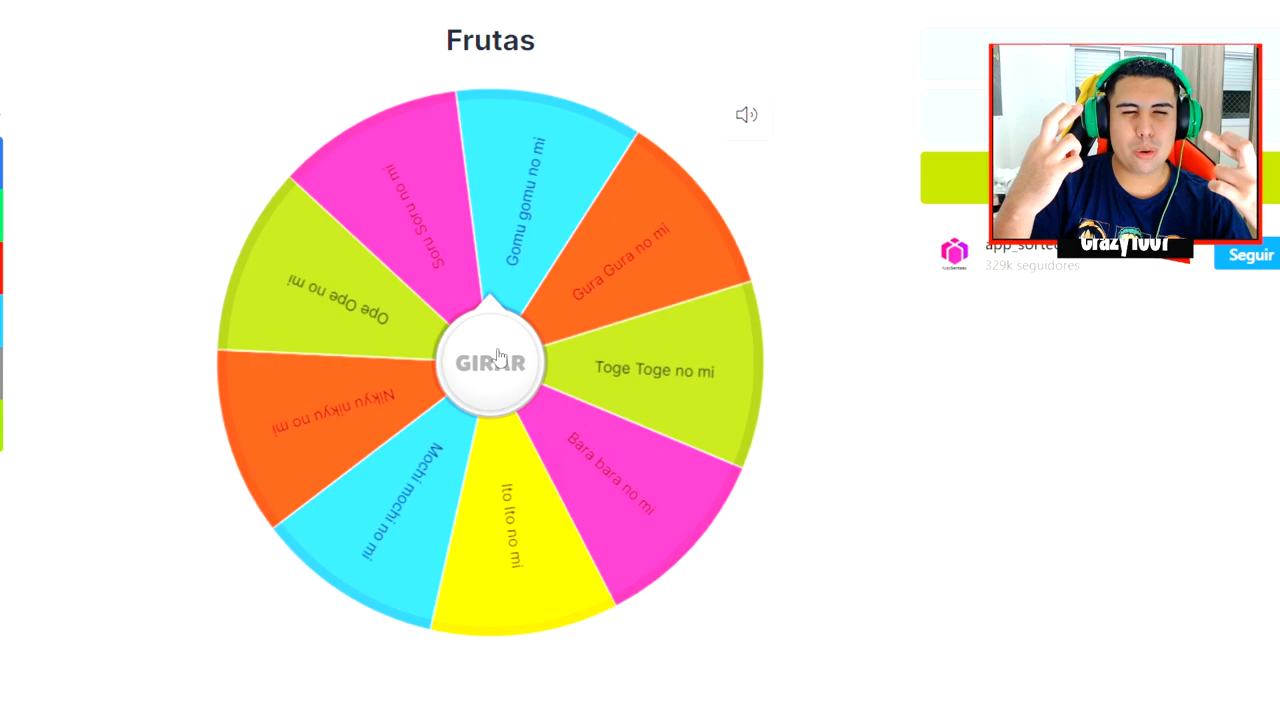 Frutas
Gomu gomu no mi
Gura Gura no mi
Toge Toge no mi
Bara bara no mi
Ito Ito no mi
Mochi mochi no mi
Nikyu nikyu no mi
Ope Ope no mi
Soru Soru no mi
GIRAR
329k seguidores
Seguir